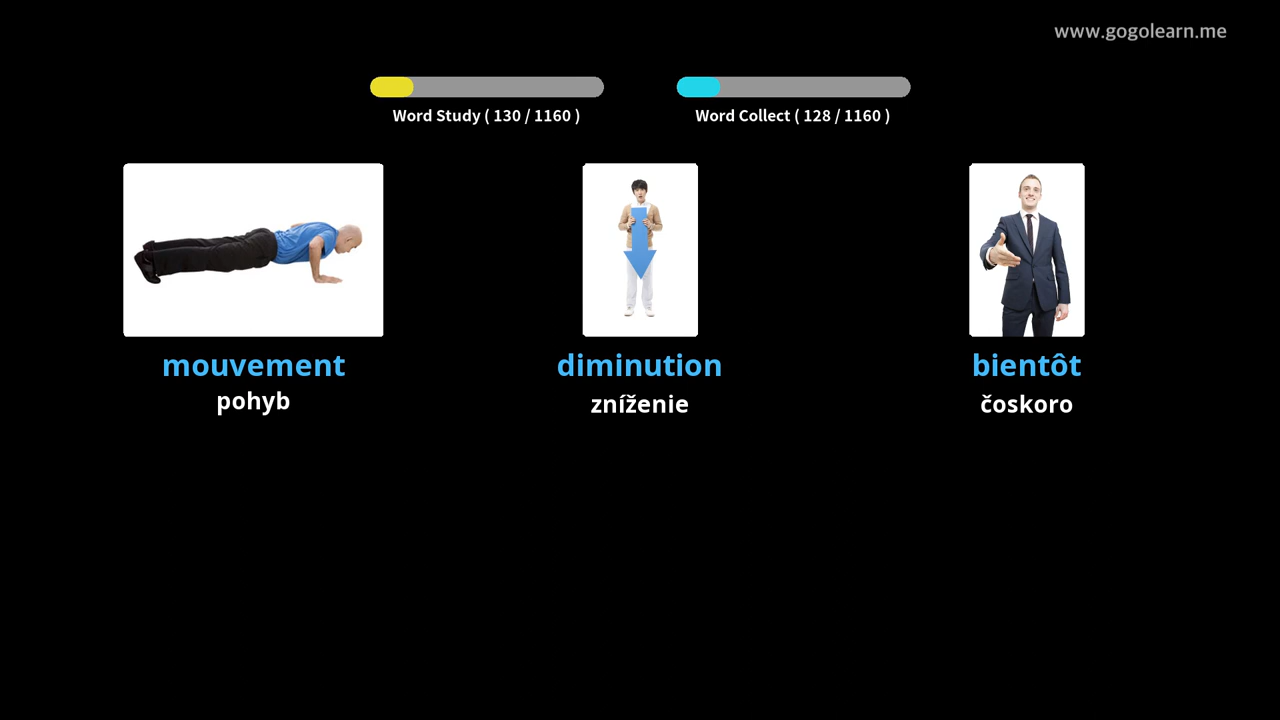 www.gogolearn.me
Word Study ( 130 / 1160 )
Word Collect ( 128 / 1160 )
mouvement
pohyb
diminution
zníženie
bientôt
čoskoro